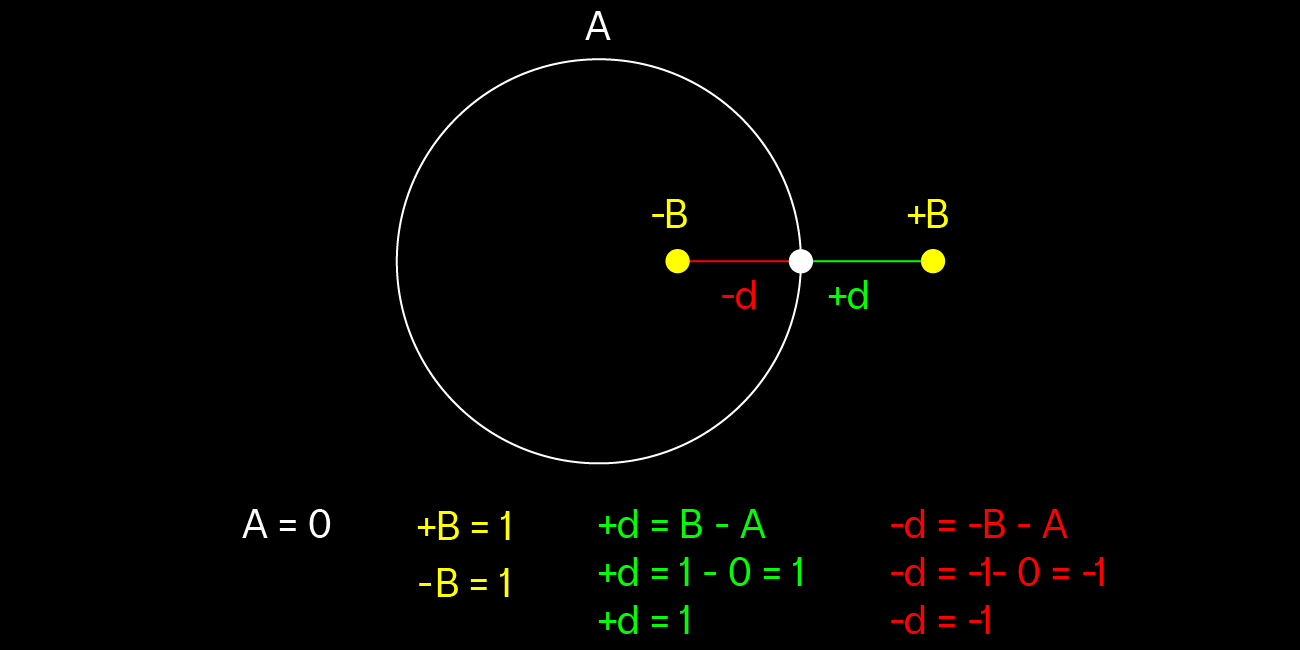 A
-B
+B
-d
+d
A = 0
+B = 1
-B = 1
+d = B - A
+d = 1 - 0 = 1
+d = 1
-d = -B - A
-d = -1- 0 = -1
-d = -1